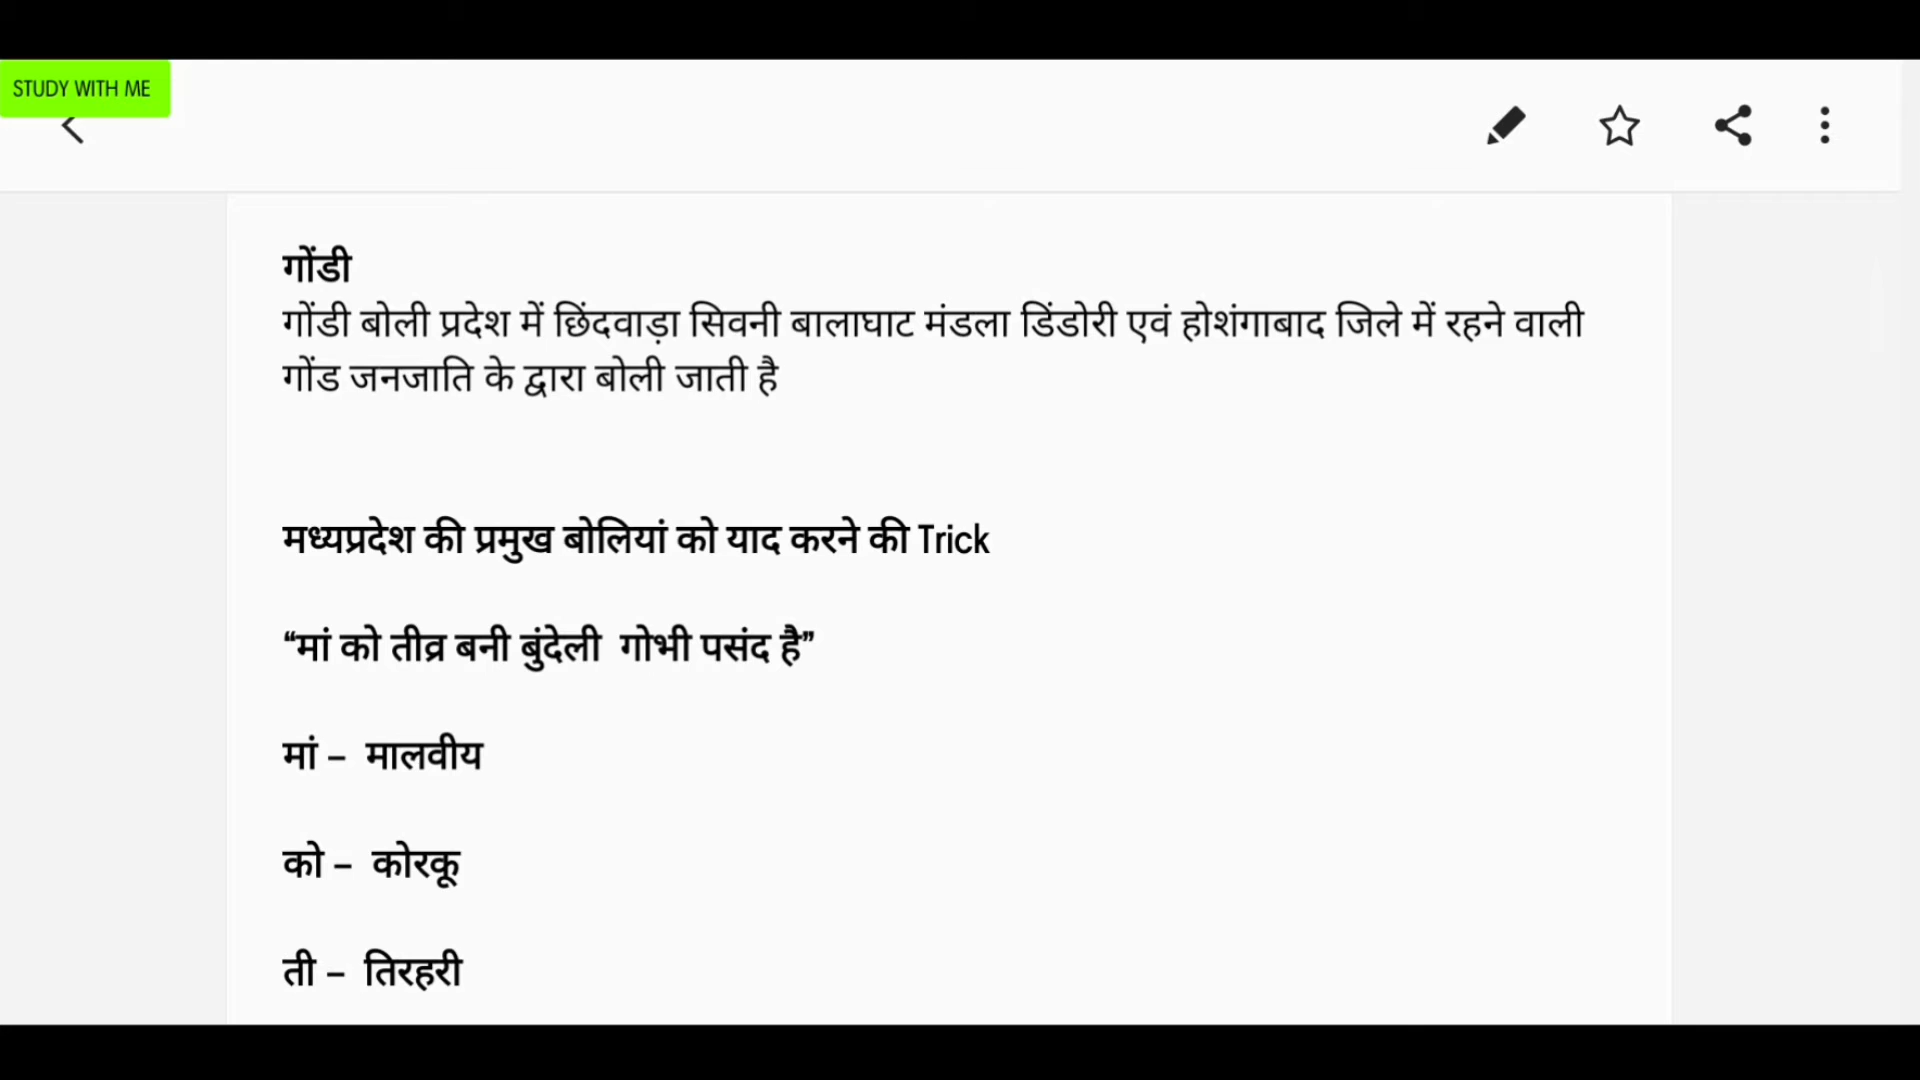 STUDY WITH ME
गोंडी
गोंडी बोली प्रदेश में छिंदवाड़ा सिवनी बालाघाट मंडला डिंडोरी एवं होशंगाबाद जिले में रहने वाली
गोंड जनजाति के द्वारा बोली जाती है
मध्यप्रदेश की प्रमुख बोलियां को याद करने की Trick
“मां को तीव्र बनी बुंदेली गोभी पसंद है”
मां – मालवीय
को – कोरकू
ती – तिरहरी